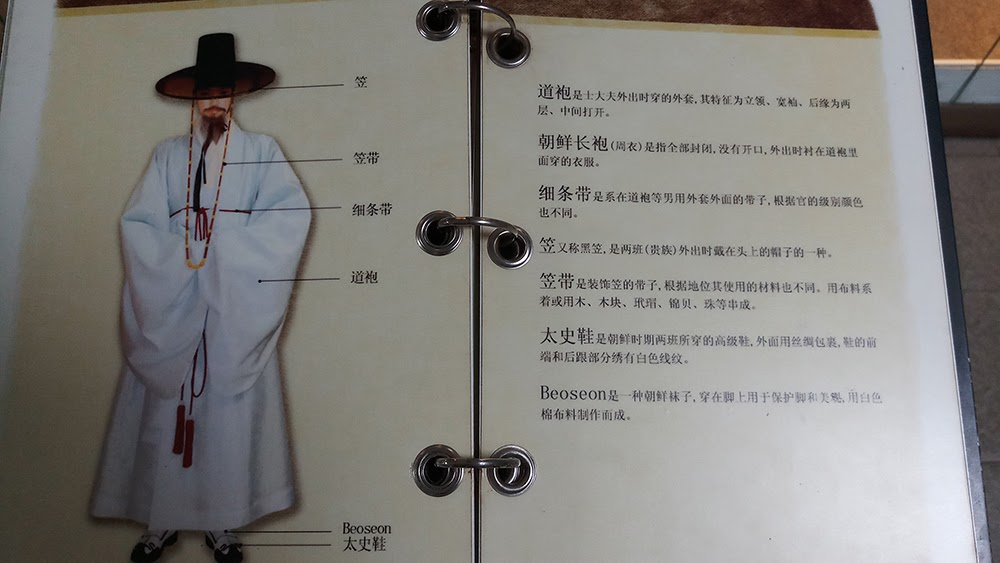 笠
笠带
细条带
道袍
Beoseon
太史鞋
道袍是士大夫外出时穿的外套,其特征为立领、宽袖、后缘为两
层、中间打开。
朝鲜长袍(周衣)是指全部封闭,没有开口,外出时衬在道袍里
面穿的衣服。
细条带是系在道袍等男用外套外面的带子,根据官的级别颜色
也不同。
笠又称黑笠,是两班(贵族)外出时戴在头上的帽子的一种。
笠带是装饰笠的带子,根据地位其使用的材料也不同。用布料系
着或用木、木块、玳瑁、锦贝、珠等串成。
太史鞋是朝鲜时期两班所穿的高级鞋,外面用丝绸包裹,鞋的前
端和后跟部分绣有白色线纹。
Beoseon是一种朝鲜袜子,穿在脚上用于保护脚和美观,用白色
棉布料制作而成。